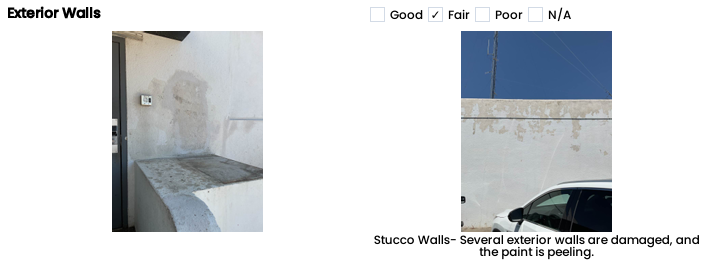 Exterior Walls
Good ✓ Fair Poor N/A
Stucco Walls- Several exterior walls are damaged, and
the paint is peeling.